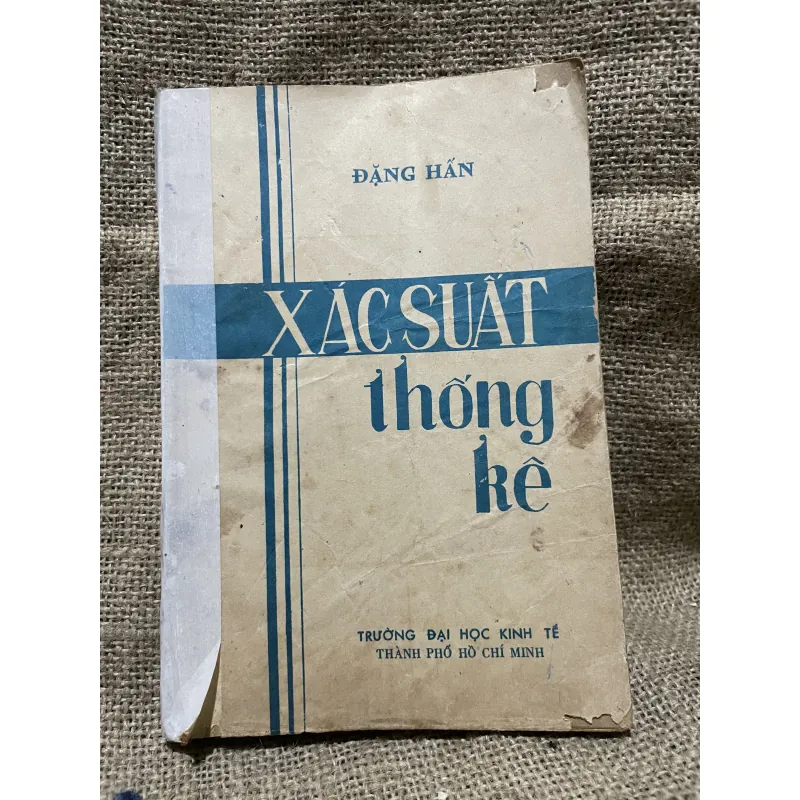 ĐẶNG HẤN
XÁC SUẤT
thống
kê
TRƯỜNG ĐẠI HỌC KINH TẾ
THÀNH PHỐ HỒ CHÍ MINH